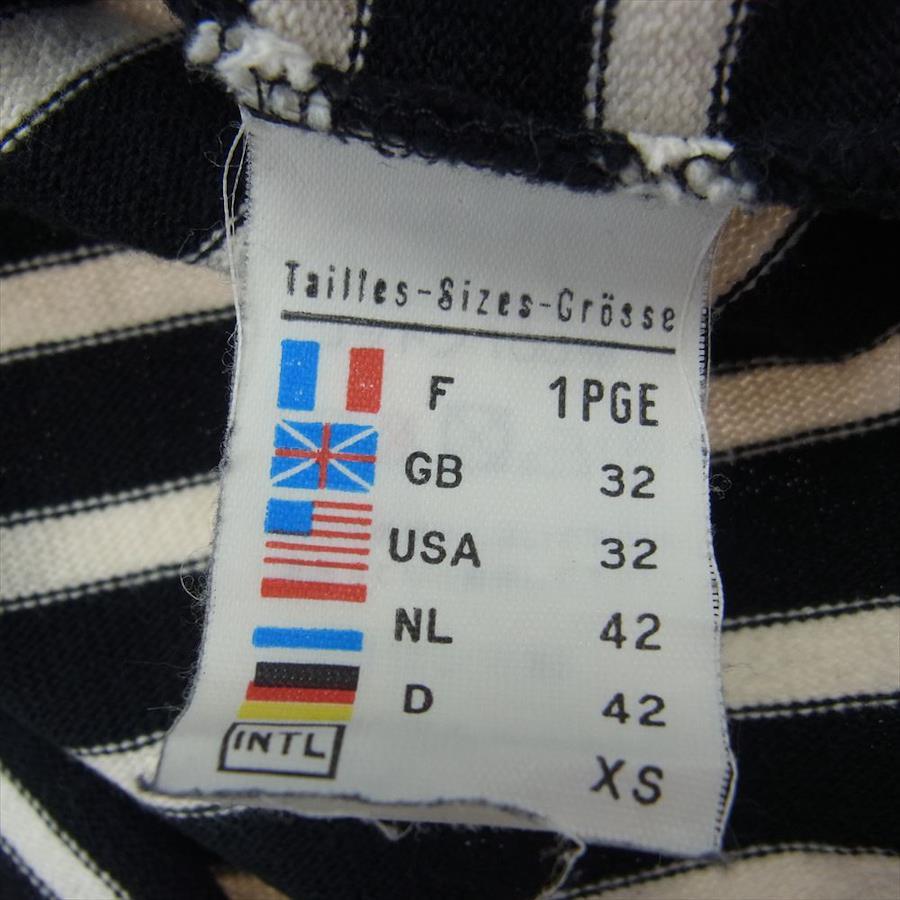 Tailles-Sizes-Grösse
F 1PGE
GB 32
USA 32
NL 42
D 42
INTL XS